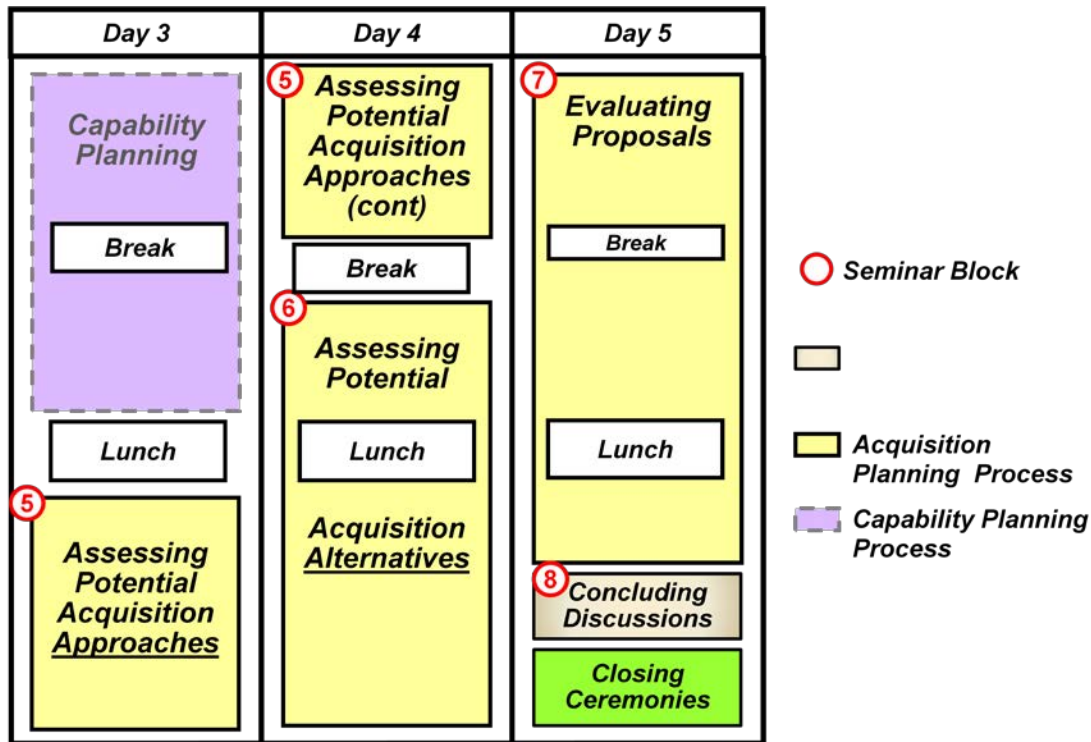 Day 3
Day 4
Day 5
Capability
Planning
Break
Lunch
5
Assessing
Potential
Acquisition
Approaches
5
Assessing
Potential
Acquisition
Approaches
(cont)
Break
6
Assessing
Potential
Lunch
Acquisition
Alternatives
7
Evaluating
Proposals
Break
Lunch
8
Concluding
Discussions
Closing
Ceremonies
Seminar Block
Acquisition
Planning Process
Capability Planning
Process